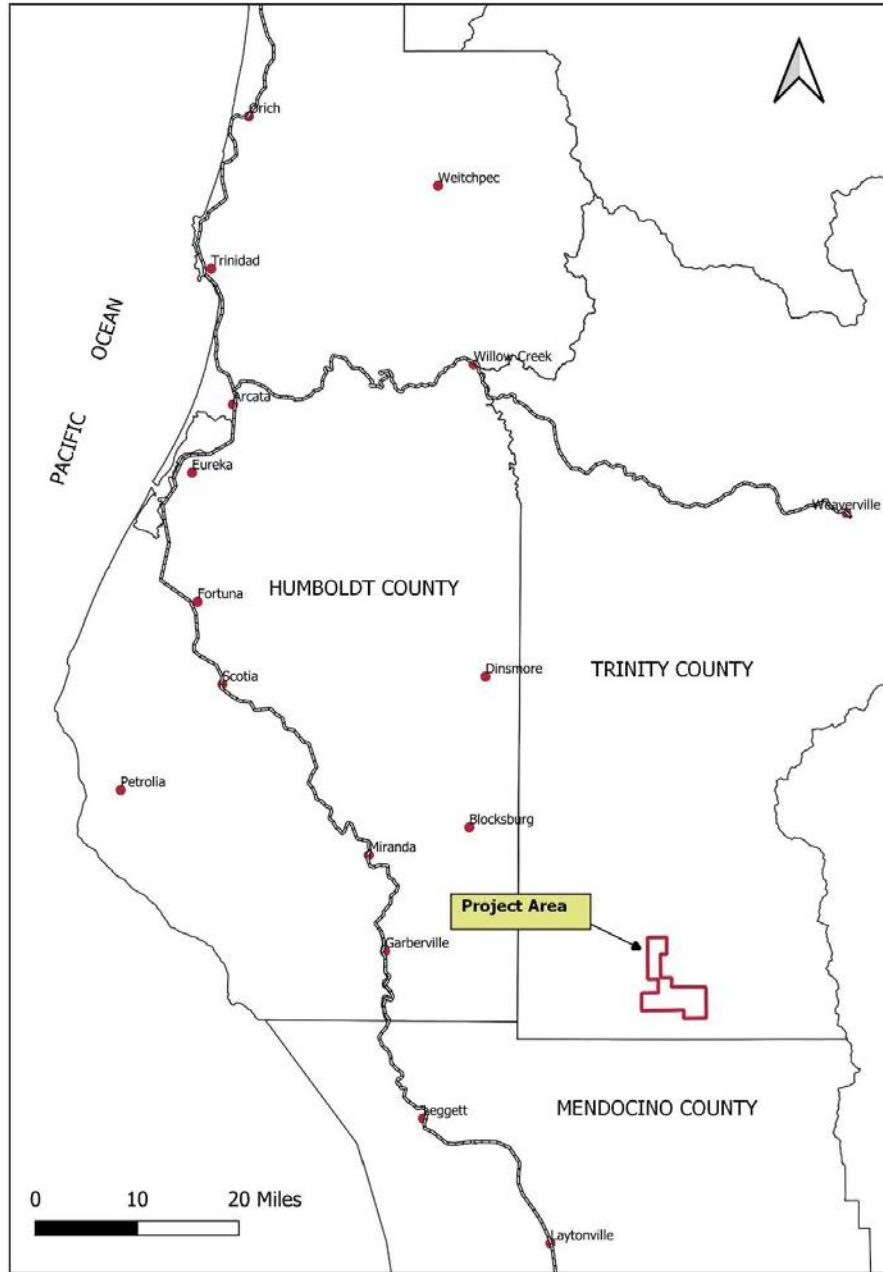 Orich
Weitchpec
Trinidad
PACIFIC OCEAN
Willow Creek
Arcata
Eureka
Weaverville
HUMBOLDT COUNTY
Fortuna
Dinsmore
TRINITY COUNTY
Scotia
Petrolia
Blocksburg
Miranda
Project Area
Garberville
MENDOCINO COUNTY
Leggett
0 10 20 Miles
Laytonville